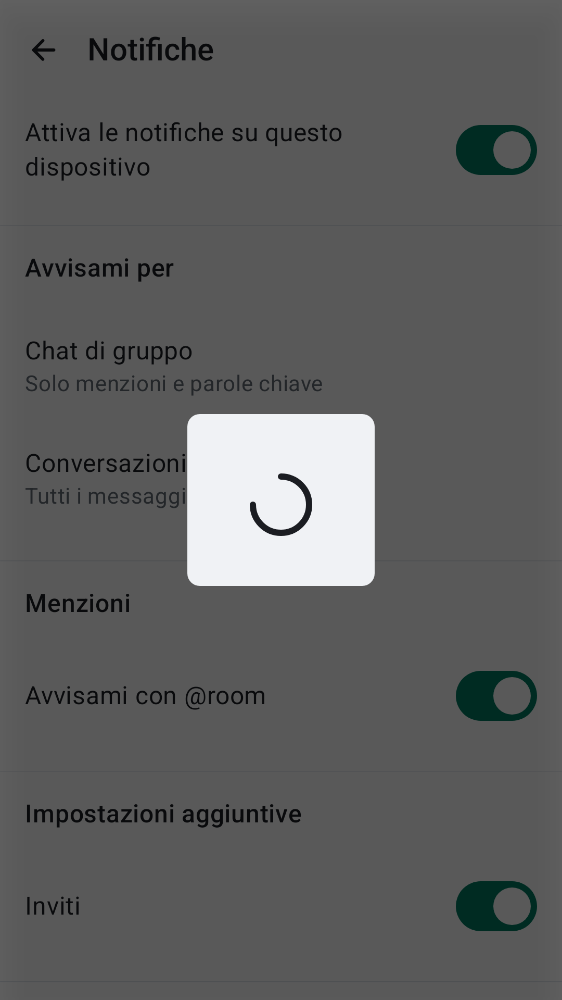 Notifiche
Attiva le notifiche su questo
dispositivo
Avvisami per
Chat di gruppo
Solo menzioni e parole chiave
Conversazioni
Tutti i messaggi
Menzioni
Avvisami con @room
Impostazioni aggiuntive
Inviti